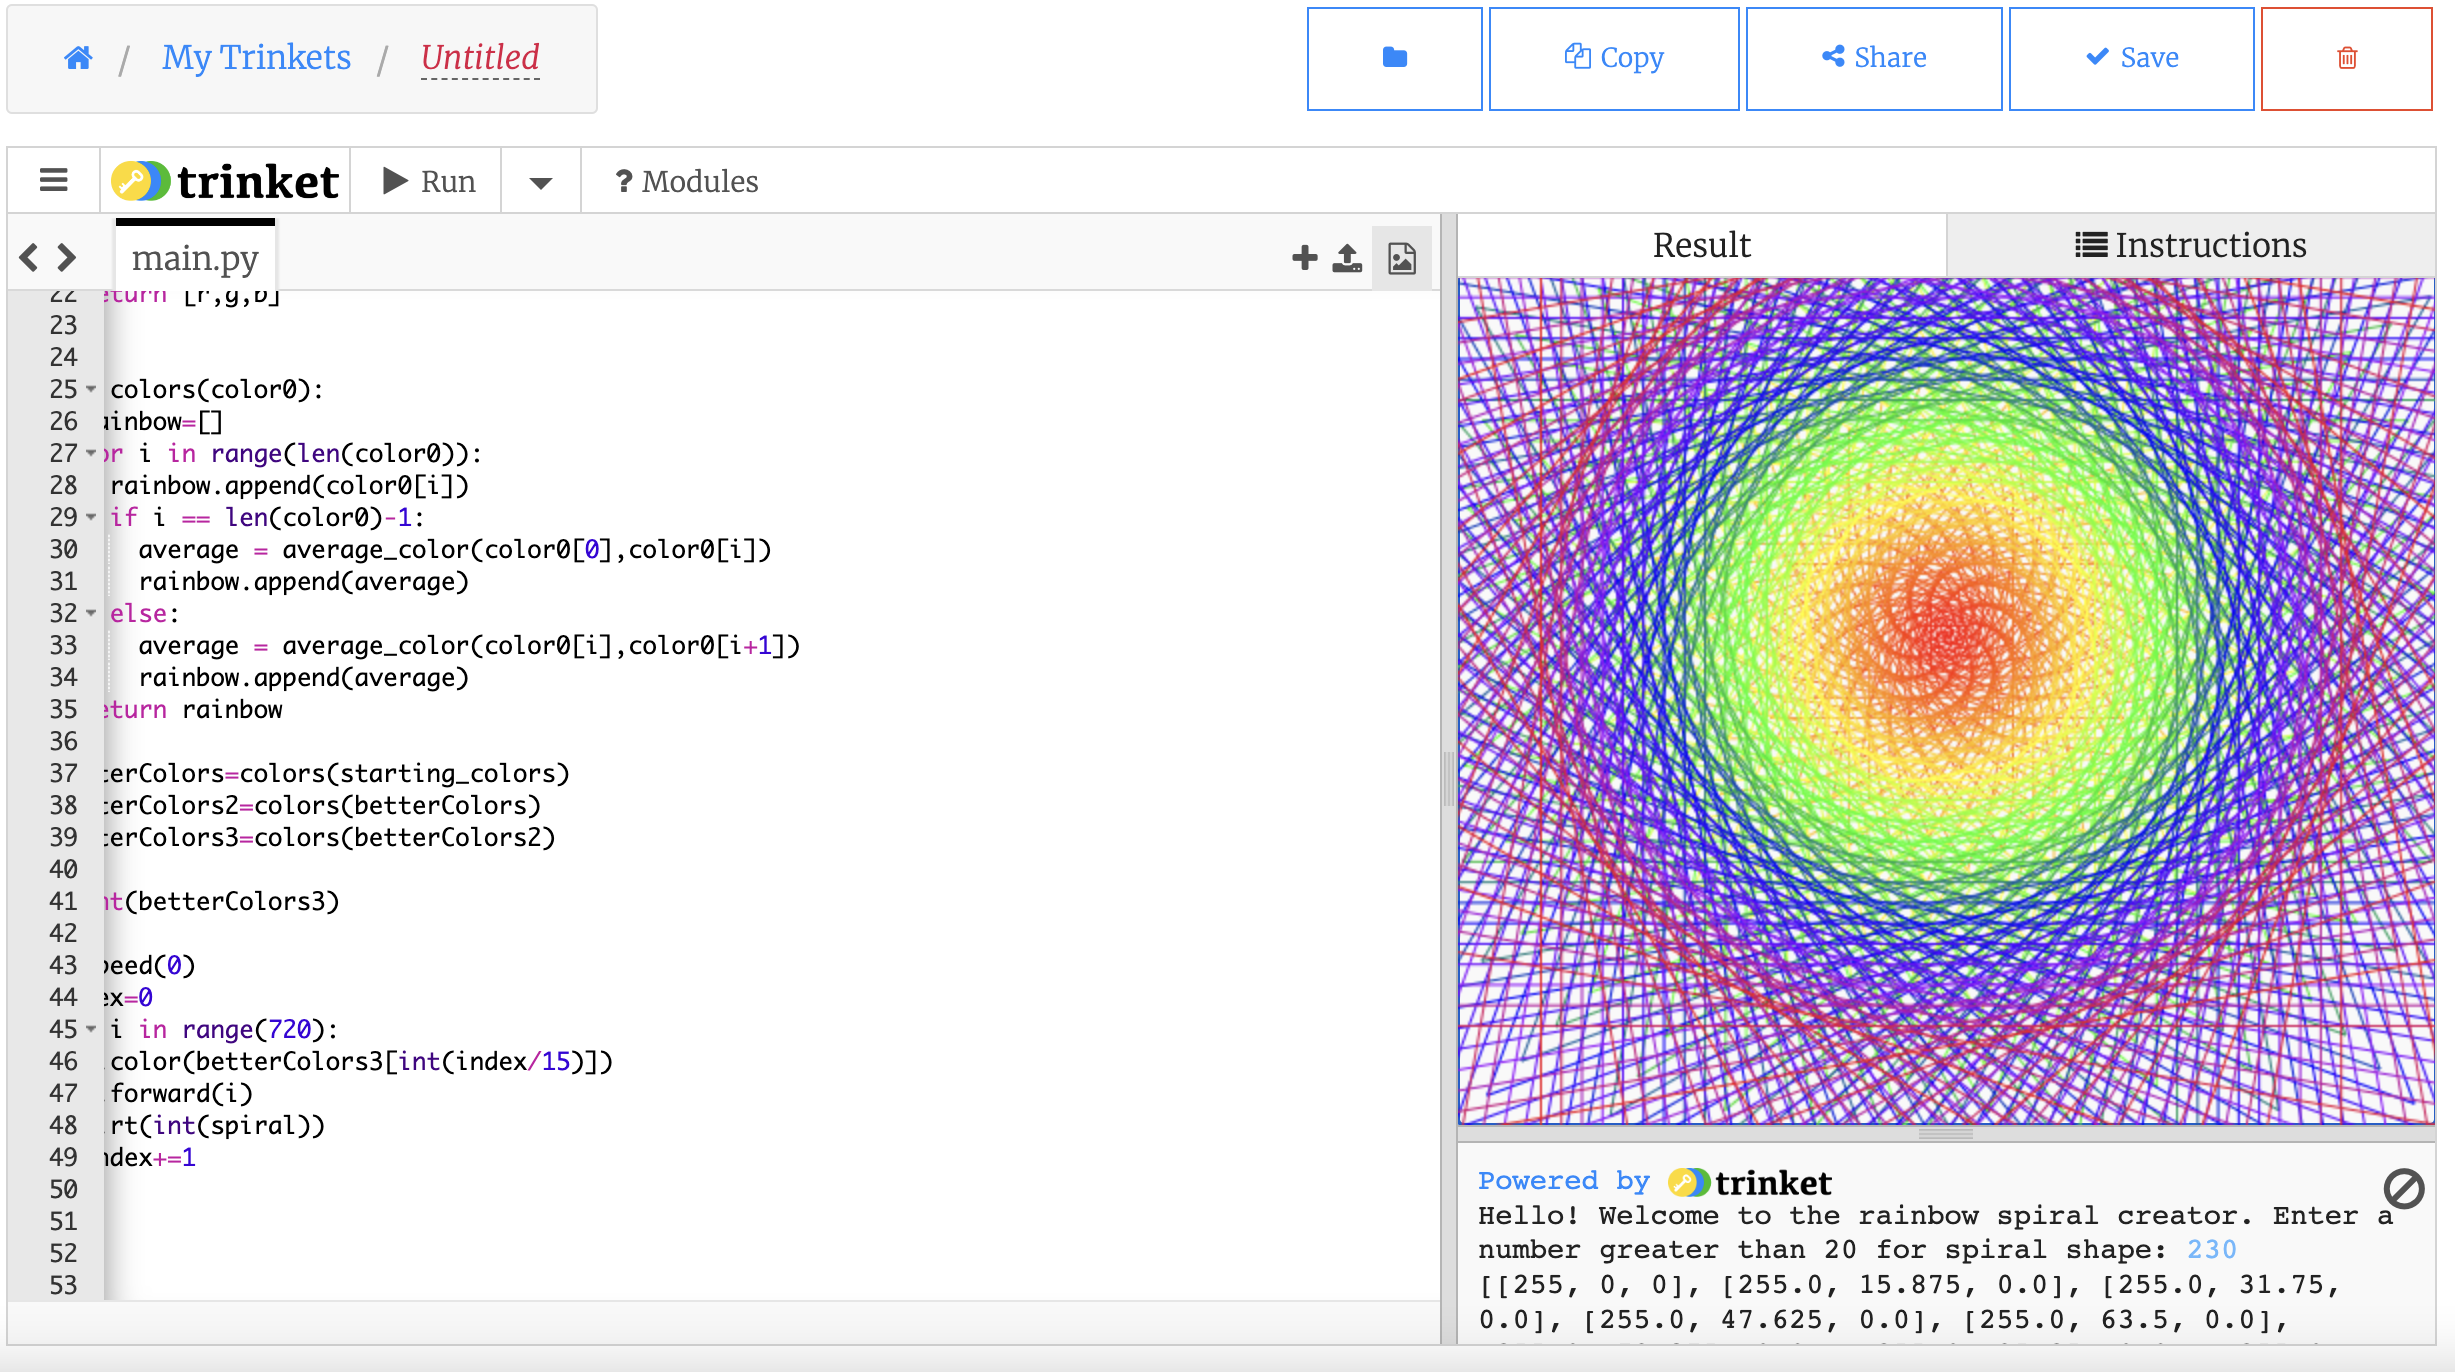 / My Trinkets / Untitled
Copy
Share
Save
trinket
Run
? Modules
main.py
Result
Instructions
22 eturn [r,g,b]
23
24
25 colors(color0):
26 ainbow=[]
27 or i in range(len(color0)):
28 rainbow.append(color0[i])
29 if i == len(color0)-1:
30 average = average_color(color0[0],color0[i])
31 rainbow.append(average)
32 else:
33 average = average_color(color0[i],color0[i+1])
34 rainbow.append(average)
35 eturn rainbow
36
37 terColors=colors(starting_colors)
38 terColors2=colors(betterColors)
39 terColors3=colors(betterColors2)
40
41 nt(betterColors3)
42
43 peed(0)
44 ex=0
45 i in range(720):
46 .color(betterColors3[int(index/15)])
47 .forward(i)
48 .rt(int(spiral))
49 ndex+=1
50
51
52
53
Powered by trinket
Hello! Welcome to the rainbow spiral creator. Enter a
number greater than 20 for spiral shape: 230
[[255, 0, 0], [255.0, 15.875, 0.0], [255.0, 31.75,
0.0], [255.0, 47.625, 0.0], [255.0, 63.5, 0.0],